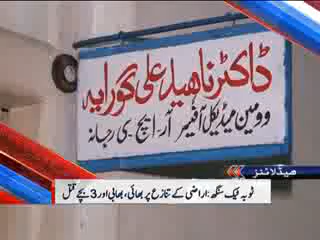 ڈاکٹر ناھید علی گورایہ
وومین میڈیکل آفیسر آر ایچ سی رجانہ
ہیڈلائنز
ٹوبہ ٹیک سنگھ: اراضی کے تنازع پر بھائی، بھابی اور 3 بچے قتل